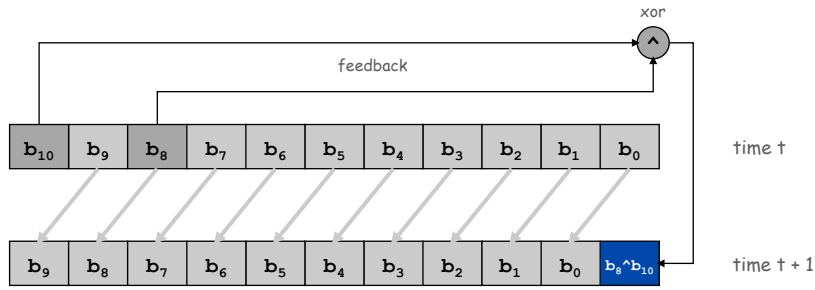 xor
^
feedback
b₁₀ b₉ b₈ b₇ b₆ b₅ b₄ b₃ b₂ b₁ b₀ time t
b₉ b₈ b₇ b₆ b₅ b₄ b₃ b₂ b₁ b₀ b₈^b₁₀ time t + 1